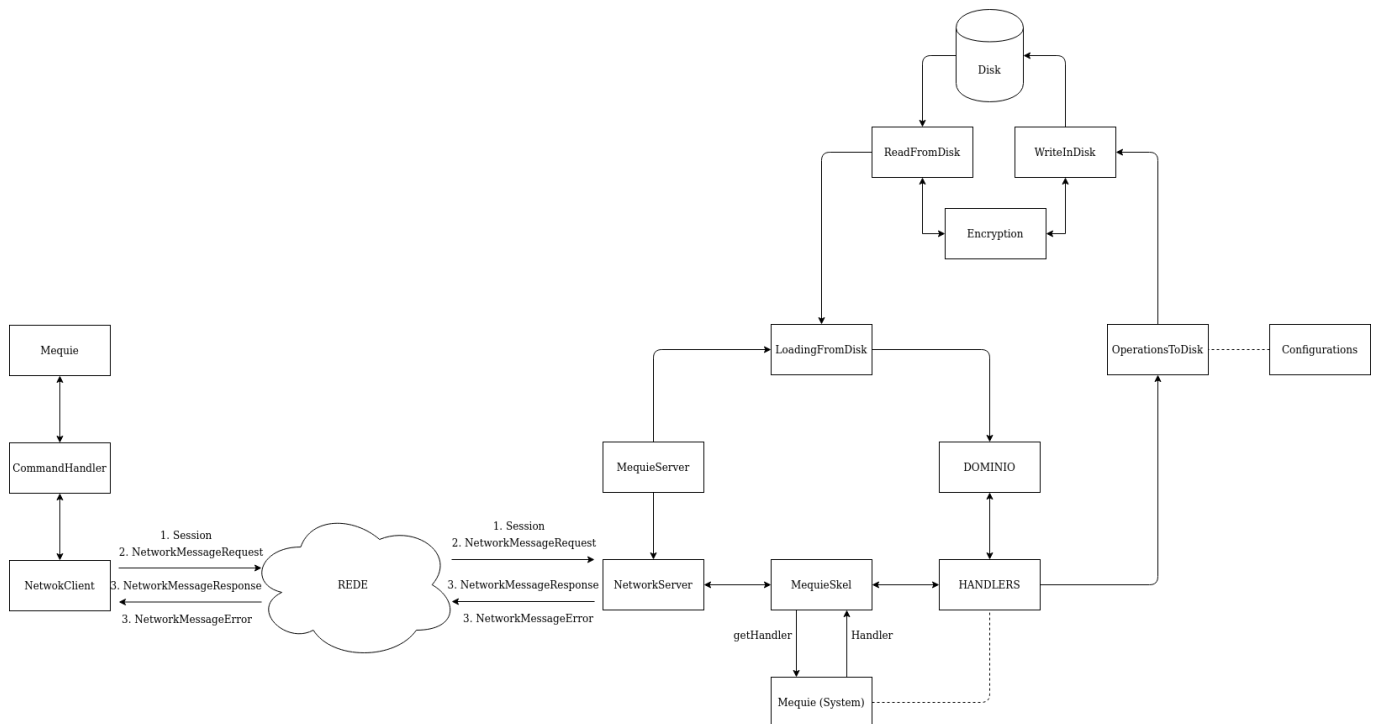 Disk
ReadFromDisk
WriteInDisk
Encryption
Mequie
LoadingFromDisk
OperationsToDisk
Configurations
CommandHandler
MequieServer
DOMINIO
1. Session
2. NetworkMessageRequest
1. Session
2. NetworkMessageRequest
NetwokClient
3. NetworkMessageResponse
REDE
3. NetworkMessageResponse
NetworkServer
MequieSkel
HANDLERS
3. NetworkMessageError
3. NetworkMessageError
getHandler
Handler
Mequie (System)